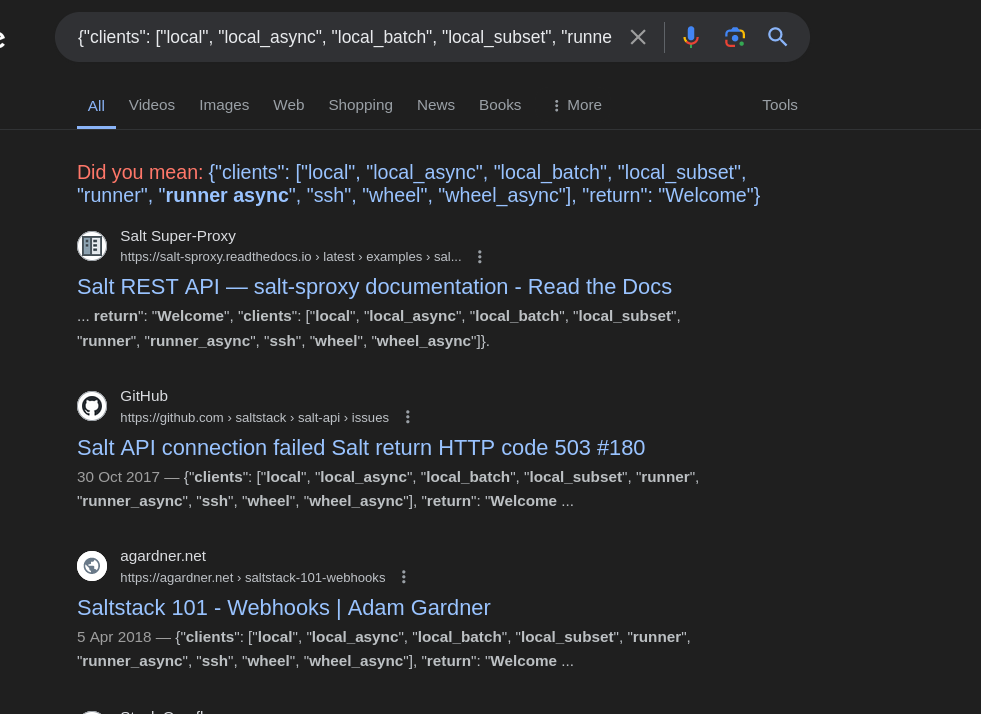 {"clients": ["local", "local_async", "local_batch", "local_subset", "runne
All Videos Images Web Shopping News Books More Tools
Did you mean: {"clients": ["local", "local_async", "local_batch", "local_subset",
"runner", "runner async", "ssh", "wheel", "wheel_async"], "return": "Welcome"}
Salt Super-Proxy
https://salt-sproxy.readthedocs.io › latest › examples › sal...
Salt REST API — salt-sproxy documentation - Read the Docs
... return": "Welcome", "clients": ["local", "local_async", "local_batch", "local_subset",
"runner", "runner_async", "ssh", "wheel", "wheel_async"]}.
GitHub
https://github.com › saltstack › salt-api › issues
Salt API connection failed Salt return HTTP code 503 #180
30 Oct 2017 — {"clients": ["local", "local_async", "local_batch", "local_subset", "runner",
"runner_async", "ssh", "wheel", "wheel_async"], "return": "Welcome ...
agardner.net
https://agardner.net › saltstack-101-webhooks
Saltstack 101 - Webhooks | Adam Gardner
5 Apr 2018 — {"clients": ["local", "local_async", "local_batch", "local_subset", "runner",
"runner_async", "ssh", "wheel", "wheel_async"], "return": "Welcome ...